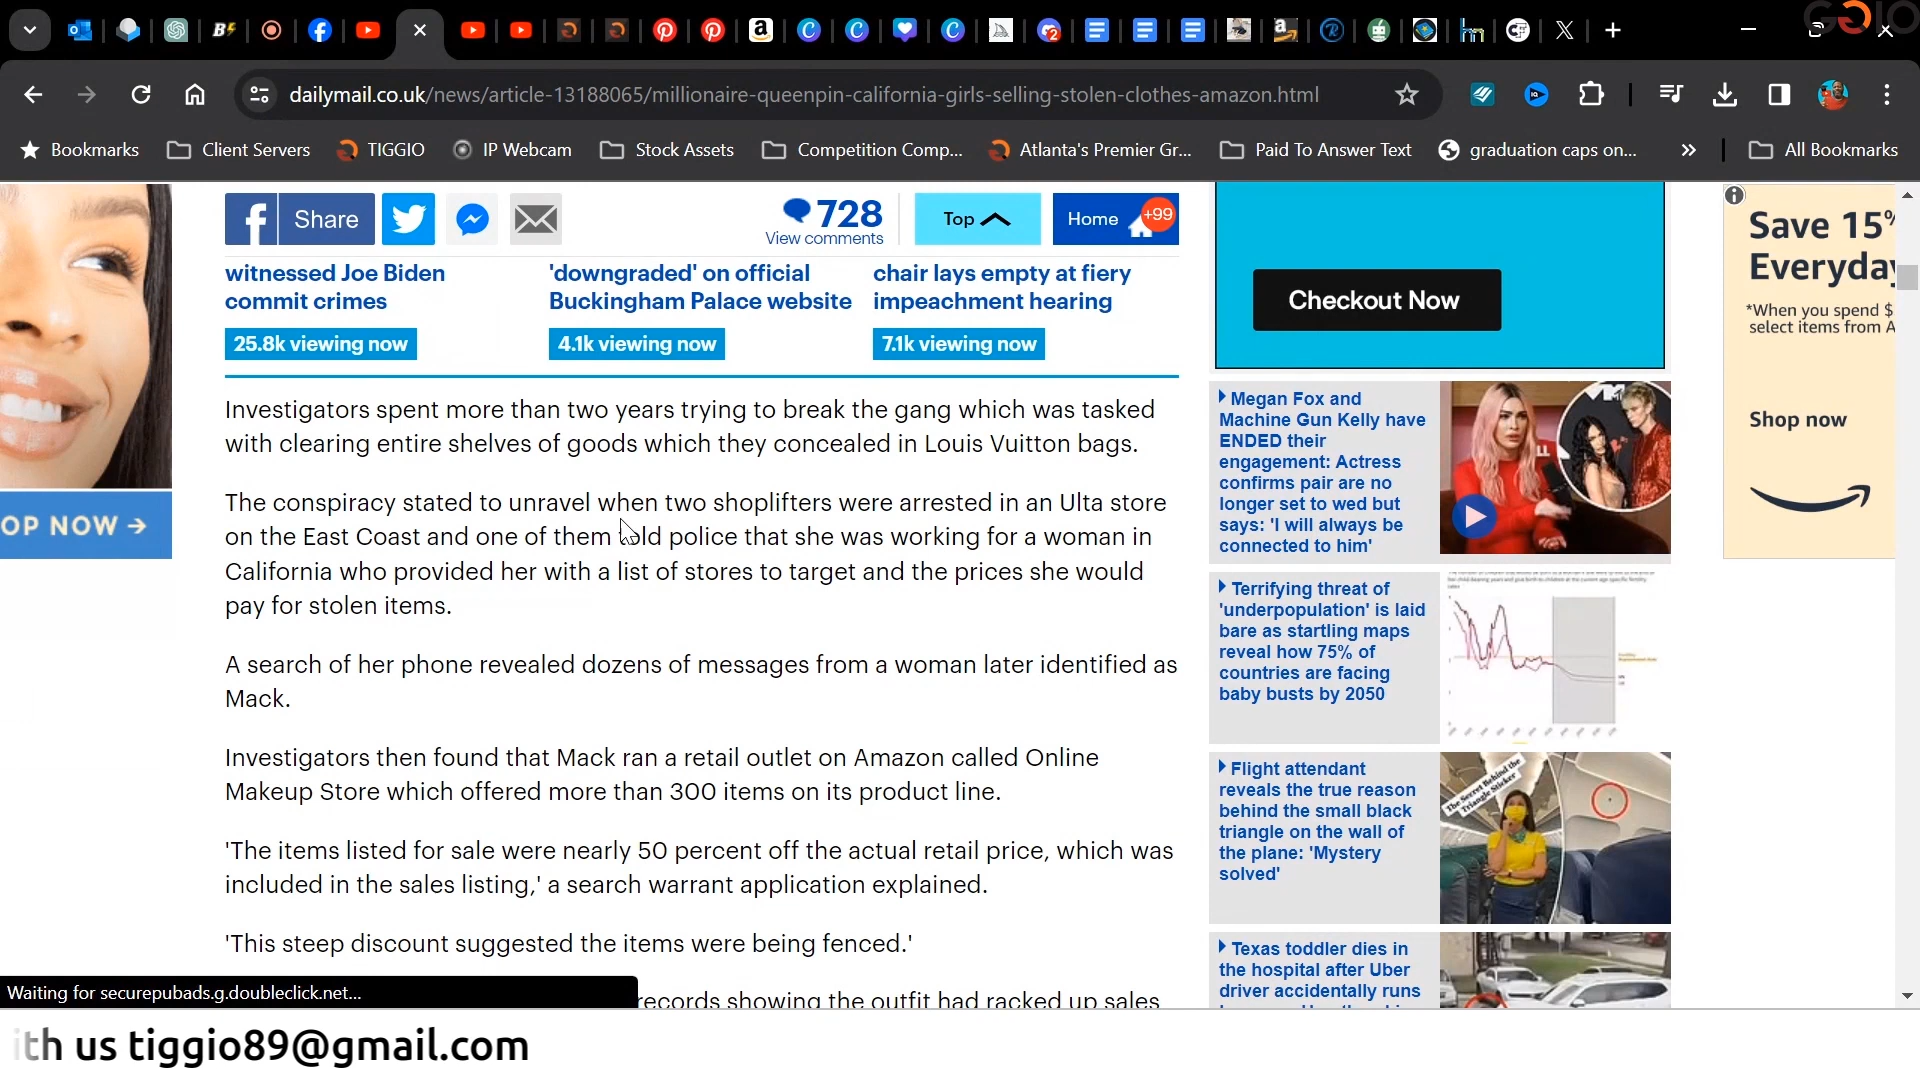 dailymail.co.uk/news/article-13188065/millionaire-queenpin-california-girls-selling-stolen-clothes-amazon.html
Bookmarks
Client Servers
TIGGIO
IP Webcam
Stock Assets
Competition Comp...
Atlanta's Premier Gr...
Paid To Answer Text
graduation caps on...
»
All Bookmarks
Share
728
View comments
Top
Home
+99
witnessed Joe Biden
commit crimes
25.8k viewing now
'downgraded' on official
Buckingham Palace website
4.1k viewing now
chair lays empty at fiery
impeachment hearing
7.1k viewing now
Investigators spent more than two years trying to break the gang which was tasked
with clearing entire shelves of goods which they concealed in Louis Vuitton bags.
The conspiracy stated to unravel when two shoplifters were arrested in an Ulta store
on the East Coast and one of them told police that she was working for a woman in
California who provided her with a list of stores to target and the prices she would
pay for stolen items.
A search of her phone revealed dozens of messages from a woman later identified as
Mack.
Investigators then found that Mack ran a retail outlet on Amazon called Online
Makeup Store which offered more than 300 items on its product line.
'The items listed for sale were nearly 50 percent off the actual retail price, which was
included in the sales listing,' a search warrant application explained.
'This steep discount suggested the items were being fenced.'
records showing the outfit had racked up sales
OP NOW →
Checkout Now
Megan Fox and
Machine Gun Kelly have
ENDED their
engagement: Actress
confirms pair are no
longer set to wed but
says: 'I will always be
connected to him'
Terrifying threat of
'underpopulation' is laid
bare as startling maps
reveal how 75% of
countries are facing
baby busts by 2050
Flight attendant
reveals the true reason
behind the small black
triangle on the wall of
the plane: 'Mystery
solved'
The Secret Behind the
Triangle Sticker
Texas toddler dies in
the hospital after Uber
driver accidentally runs
Save 15%
Everyday
*When you spend $
select items from A
Shop now
Waiting for securepubads.g.doubleclick.net...
ith us tiggio89@gmail.com